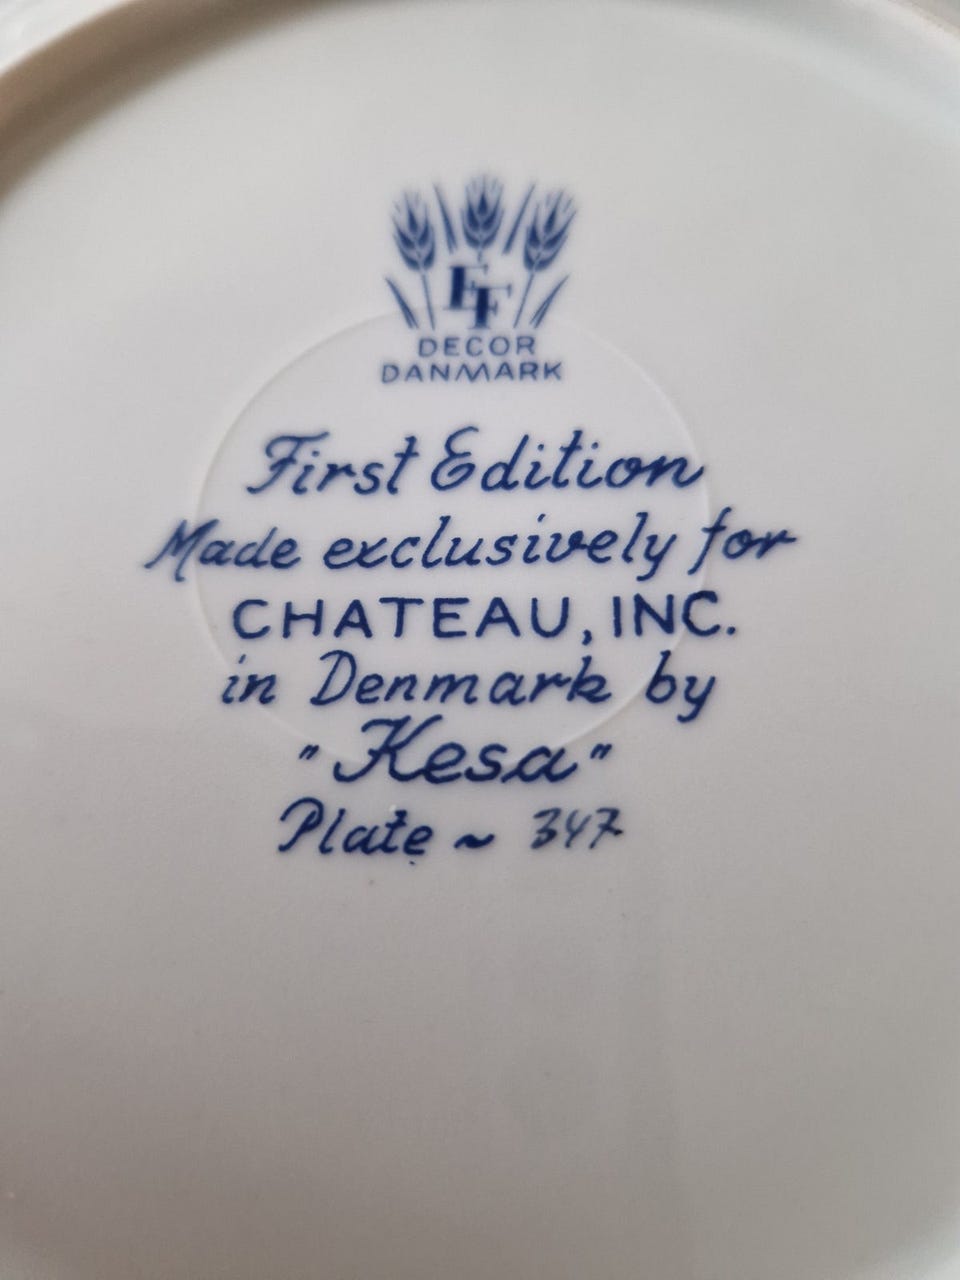 EF
DECOR
DANMARK
First Edition
Made exclusively for
CHATEAU, INC.
in Denmark by
"Kesa"
Plate ~ 347